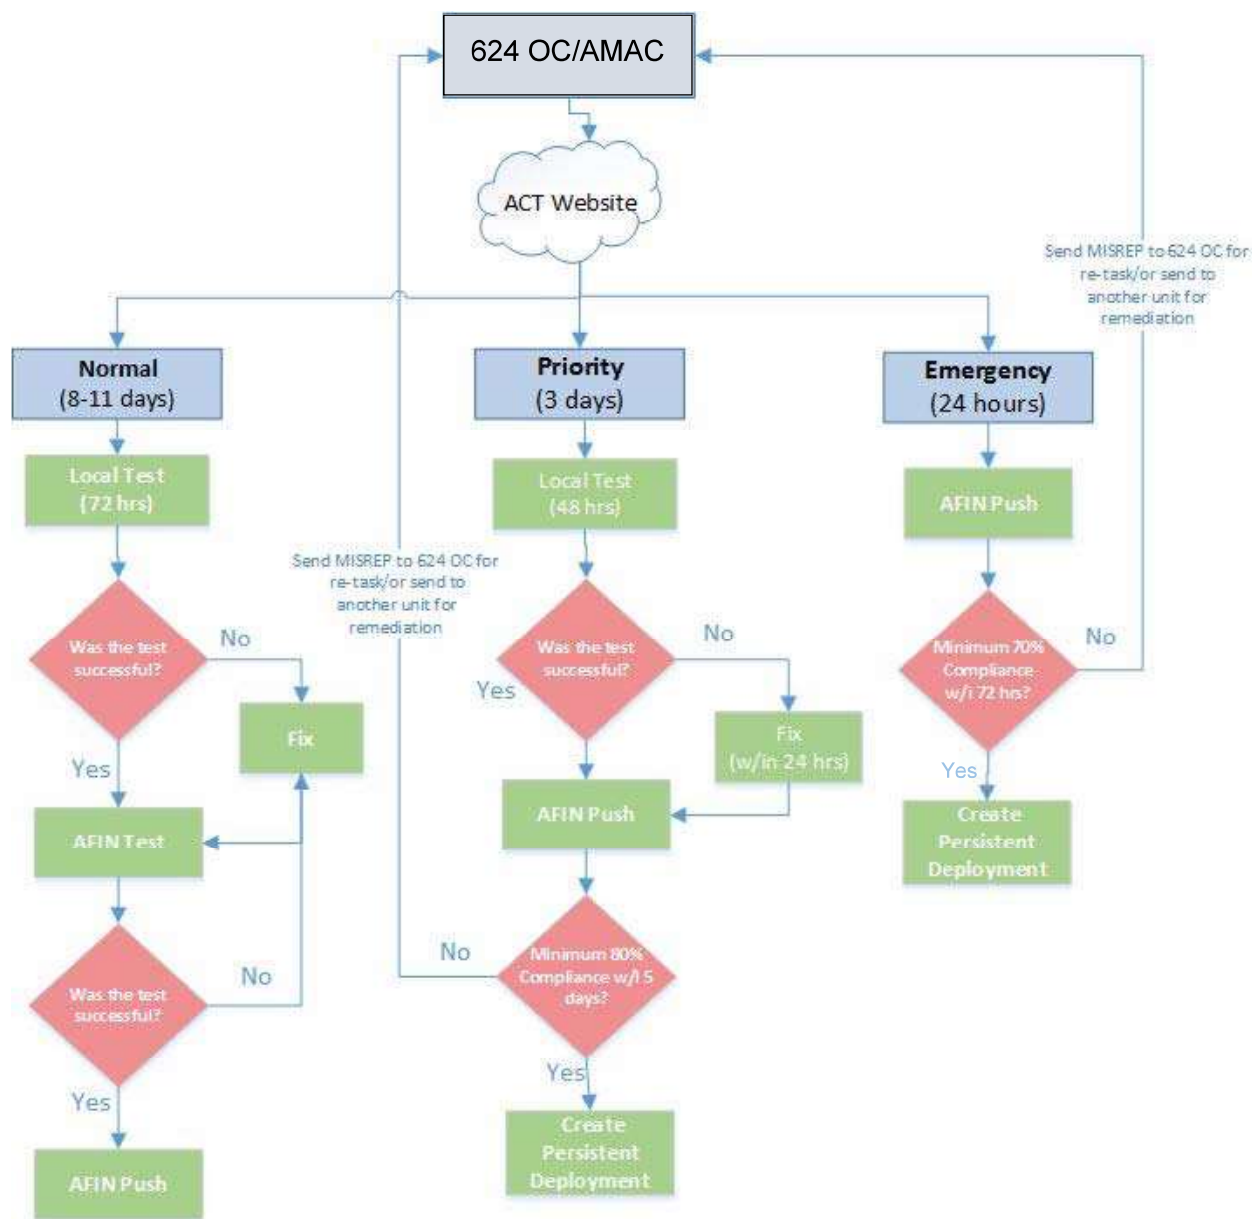 624 OC/AMAC
ACT Website
Send MISREP to 624 OC for
re-task/or send to
another unit for
remediation
Normal
(8-11 days)
Priority
(3 days)
Emergency
(24 hours)
Local Test
(72 hrs)
Local Test
(48 hrs)
AFIN Push
Send MISREP to 624 OC for
re-task/or send to
another unit for
remediation
Was the test
successful?
No
Was the test
successful?
No
Yes
Minimum 70%
Compliance
w/i 72 hrs?
No
Fix
Fix
(w/in 24 hrs)
Yes
Yes
AFIN Test
AFIN Push
Create
Persistent
Deployment
Was the test
successful?
No
Minimum 80%
Compliance w/i 5
days?
No
Yes
Yes
AFIN Push
Create
Persistent
Deployment